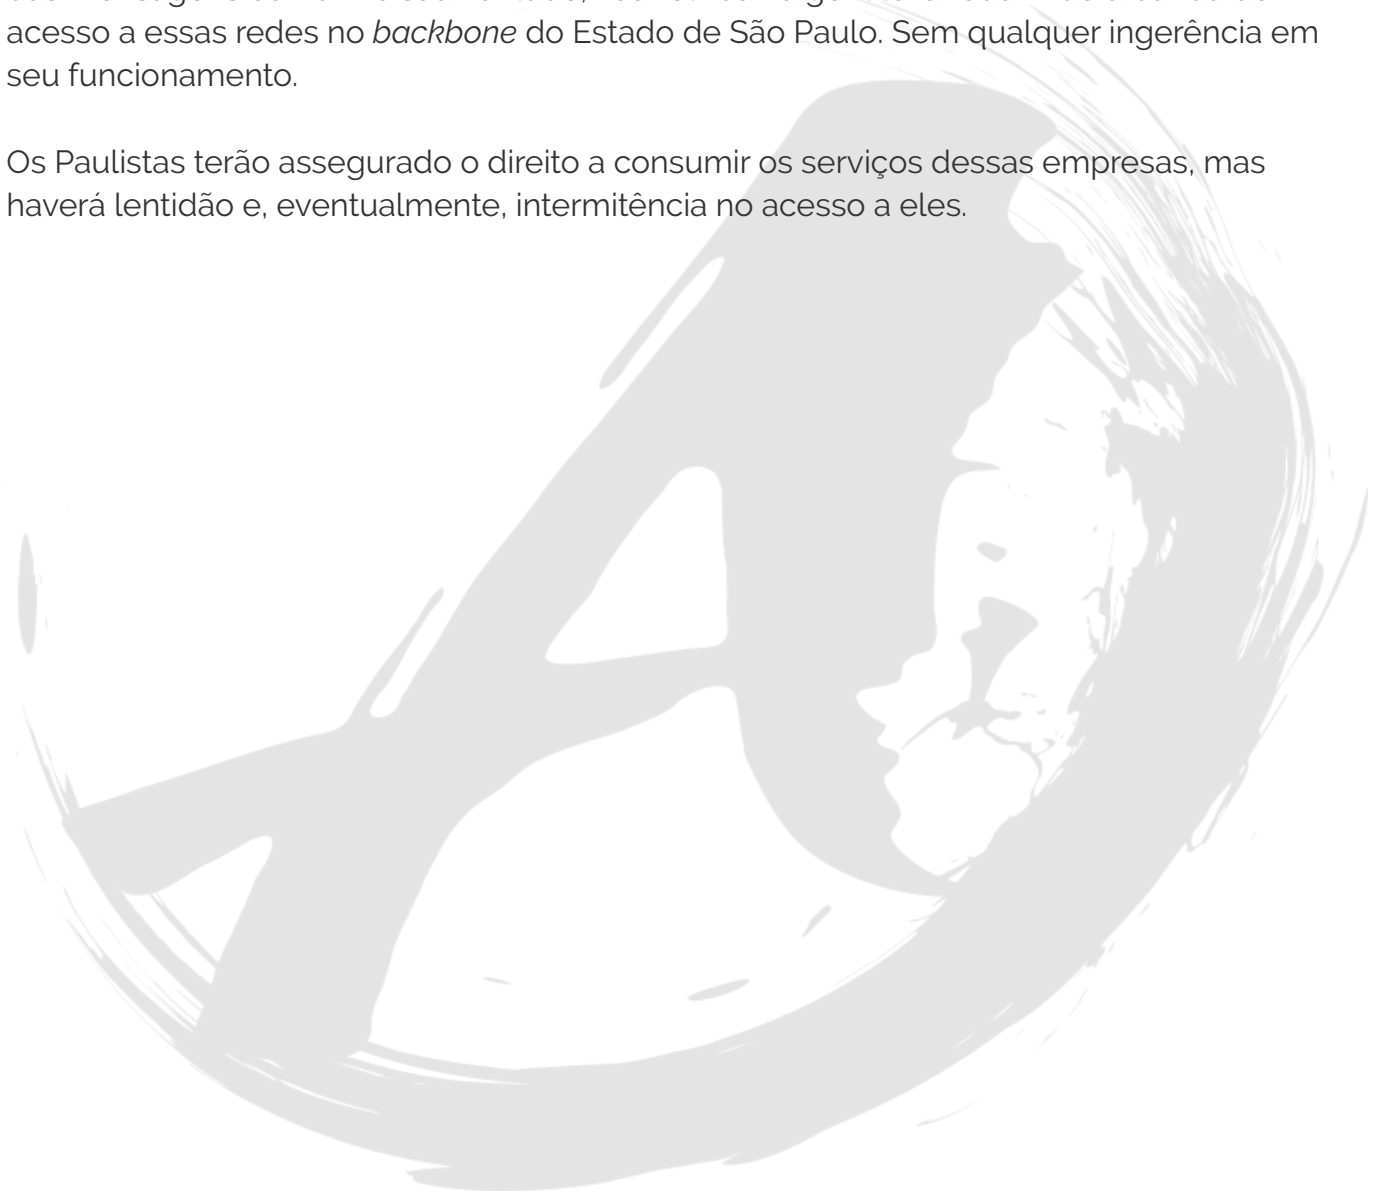 acesso a essas redes no backbone do Estado de São Paulo. Sem qualquer ingerência em
seu funcionamento.
Os Paulistas terão assegurado o direito a consumir os serviços dessas empresas, mas
haverá lentidão e, eventualmente, intermitência no acesso a eles.